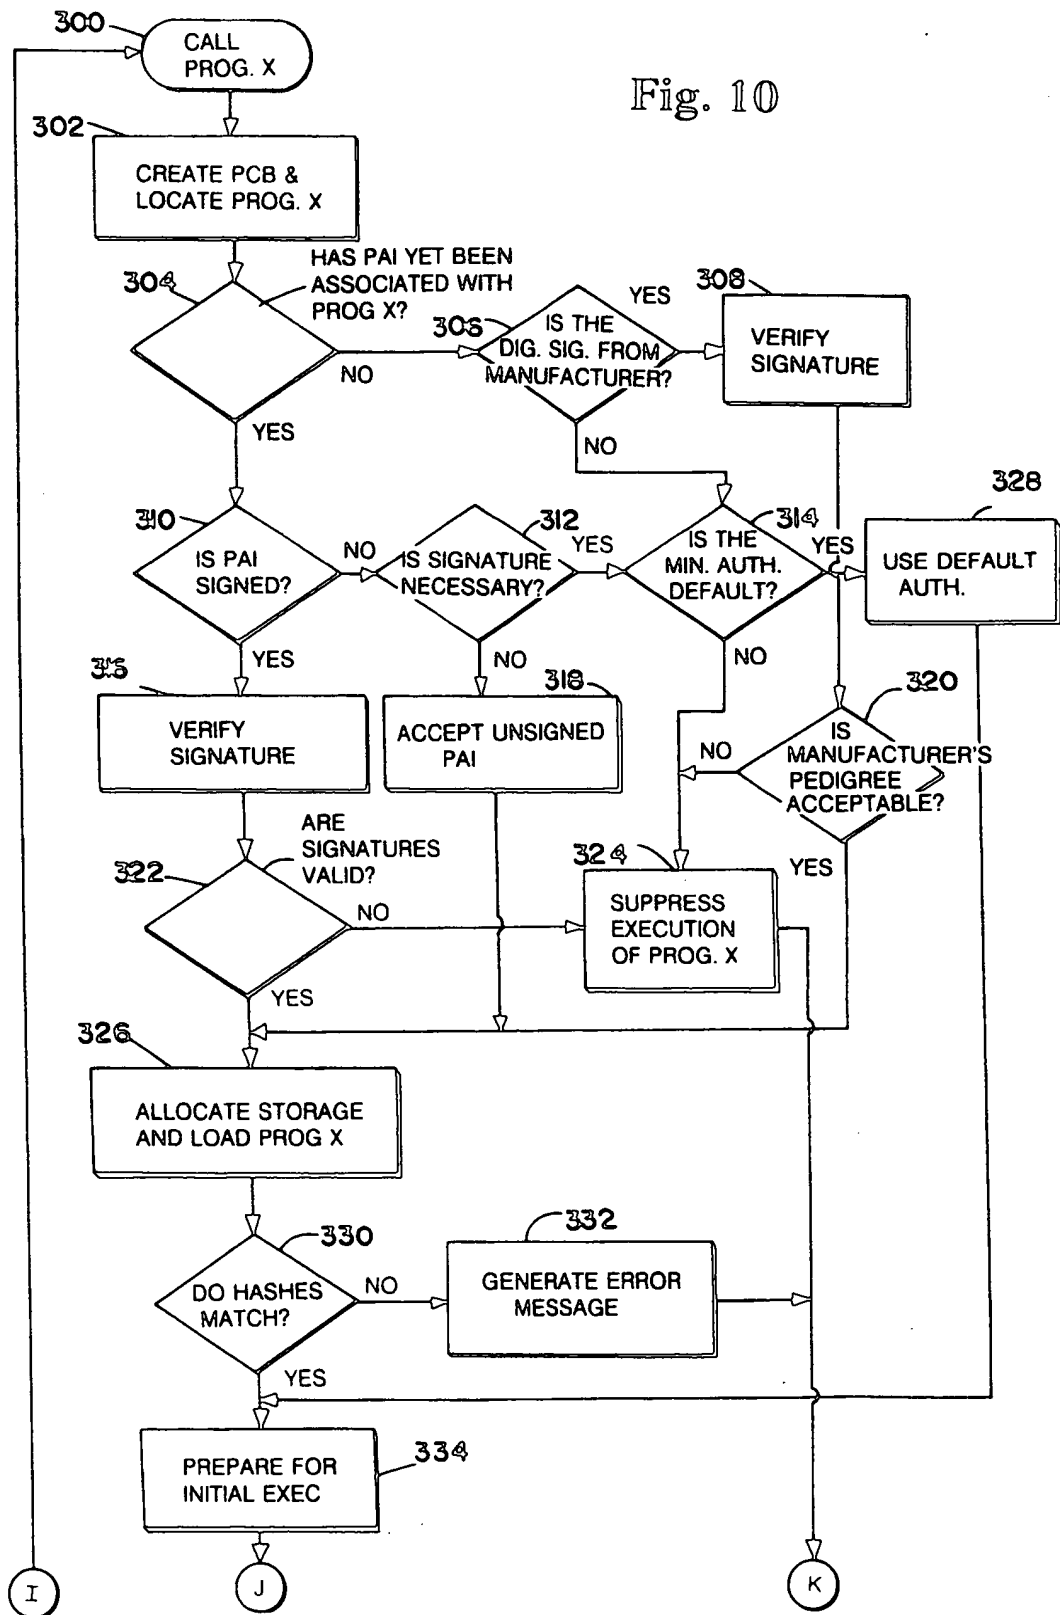 300
CALL
PROG. X
Fig. 10
302
CREATE PCB &
LOCATE PROG. X
304
HAS PAI YET BEEN
ASSOCIATED WITH
PROG X?
NO
YES
306
IS THE
DIG. SIG. FROM
MANUFACTURER?
YES
NO
308
VERIFY
SIGNATURE
310
IS PAI
SIGNED?
NO
YES
312
IS SIGNATURE
NECESSARY?
YES
NO
314
IS THE
MIN. AUTH.
DEFAULT?
YES
NO
328
USE DEFAULT
AUTH.
316
VERIFY
SIGNATURE
318
ACCEPT UNSIGNED
PAI
320
IS
MANUFACTURER'S
PEDIGREE
ACCEPTABLE?
NO
YES
322
ARE
SIGNATURES
VALID?
NO
YES
324
SUPPRESS
EXECUTION
OF PROG. X
326
ALLOCATE STORAGE
AND LOAD PROG X
330
DO HASHES
MATCH?
NO
YES
332
GENERATE ERROR
MESSAGE
334
PREPARE FOR
INITIAL EXEC
I
J
K